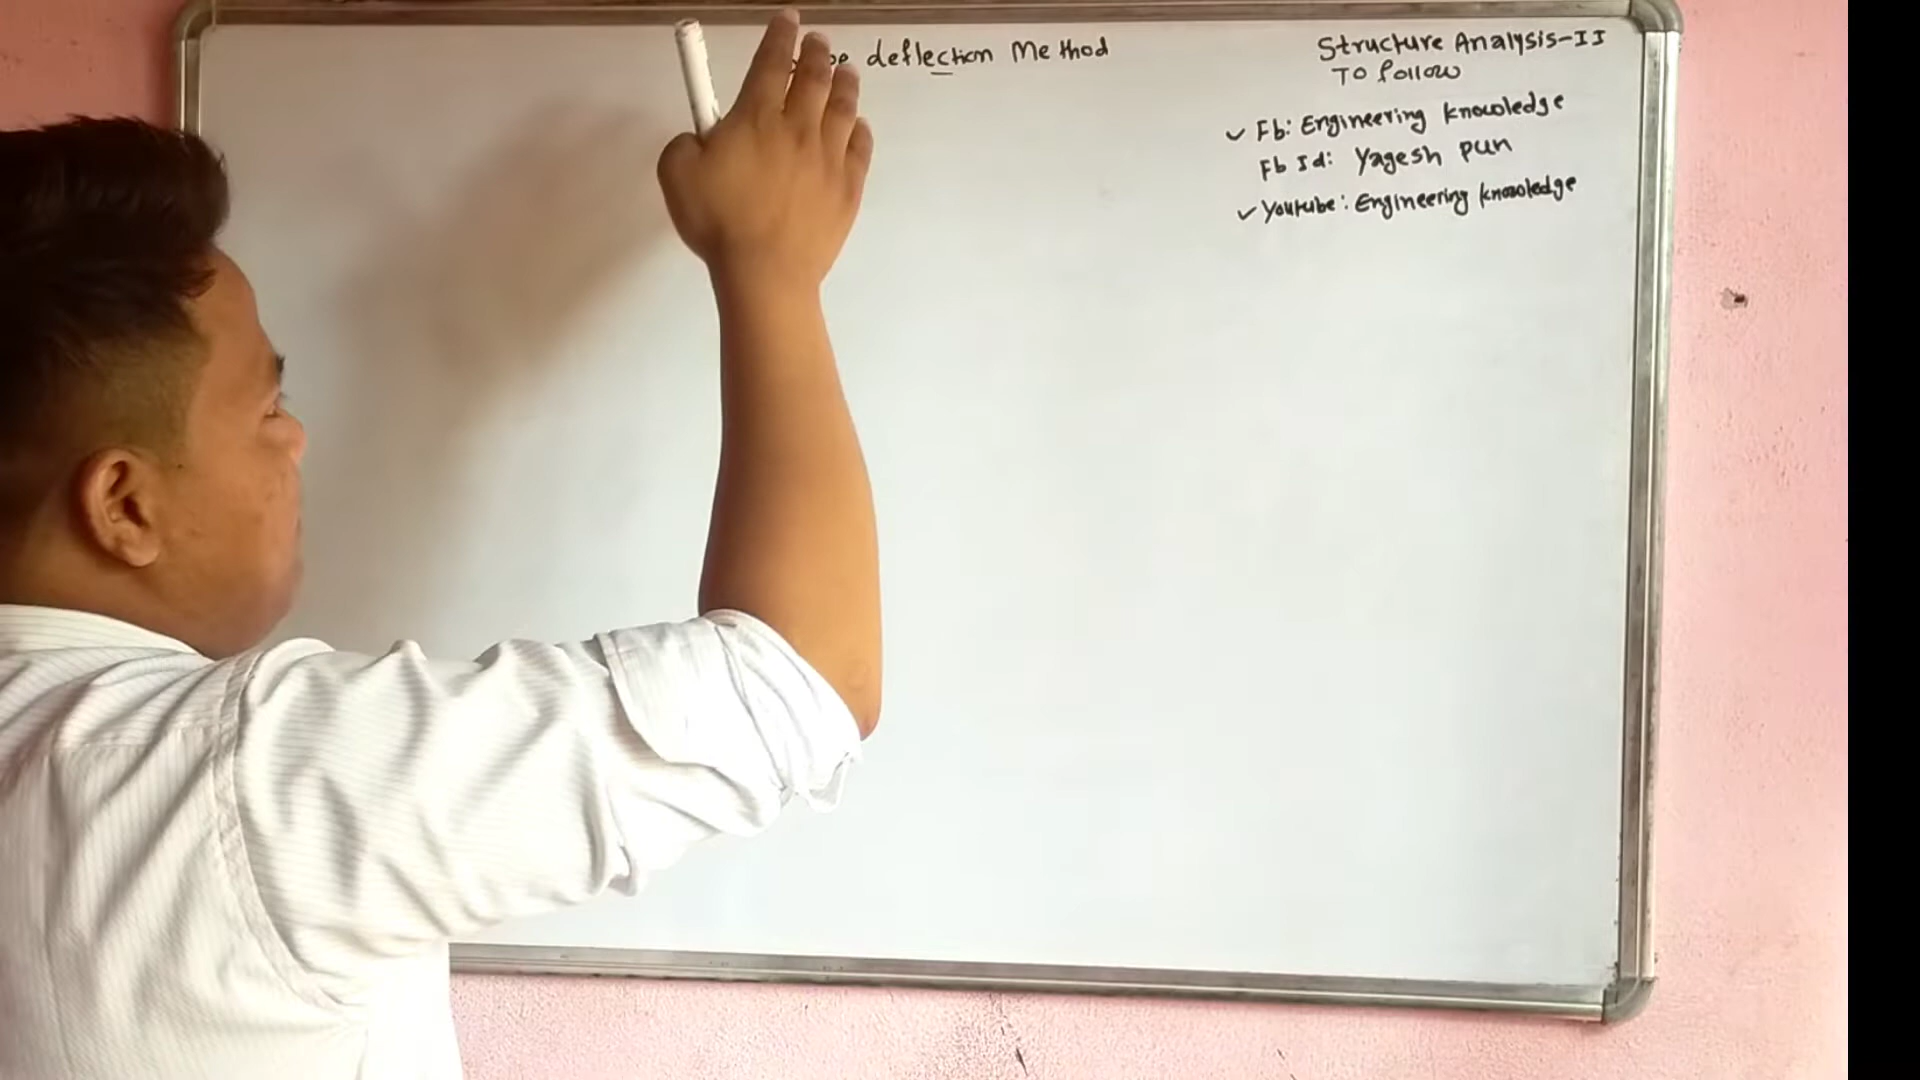 deflection Method
Structure Analysis-II
To follow
✓ Fb: Engineering knowledge
Fb Id: Yagesh pun
✓ Youtube: Engineering knowledge